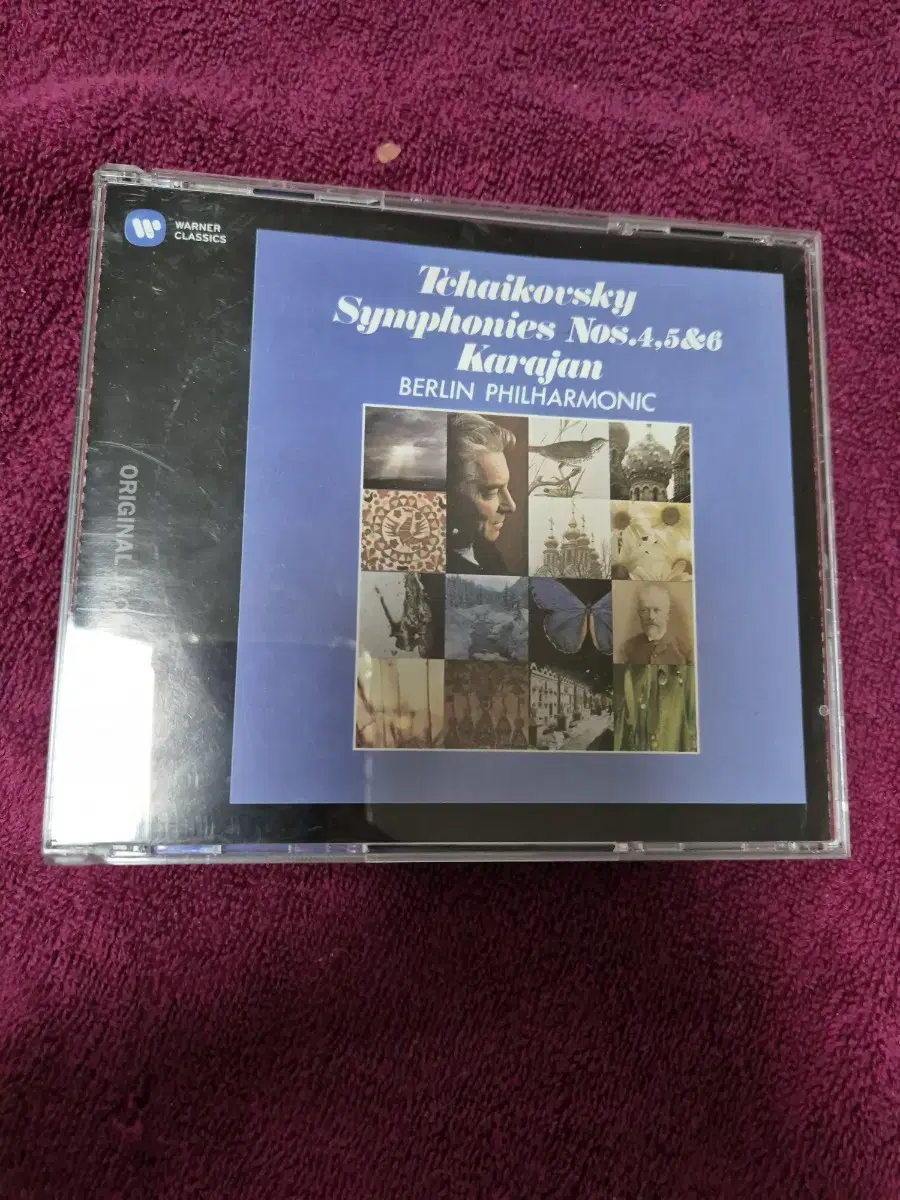 WARNER
CLASSICS
Tchaikovsky
Symphonies Nos.4,5&6
Karajan
BERLIN PHILHARMONIC
ORIGINAL